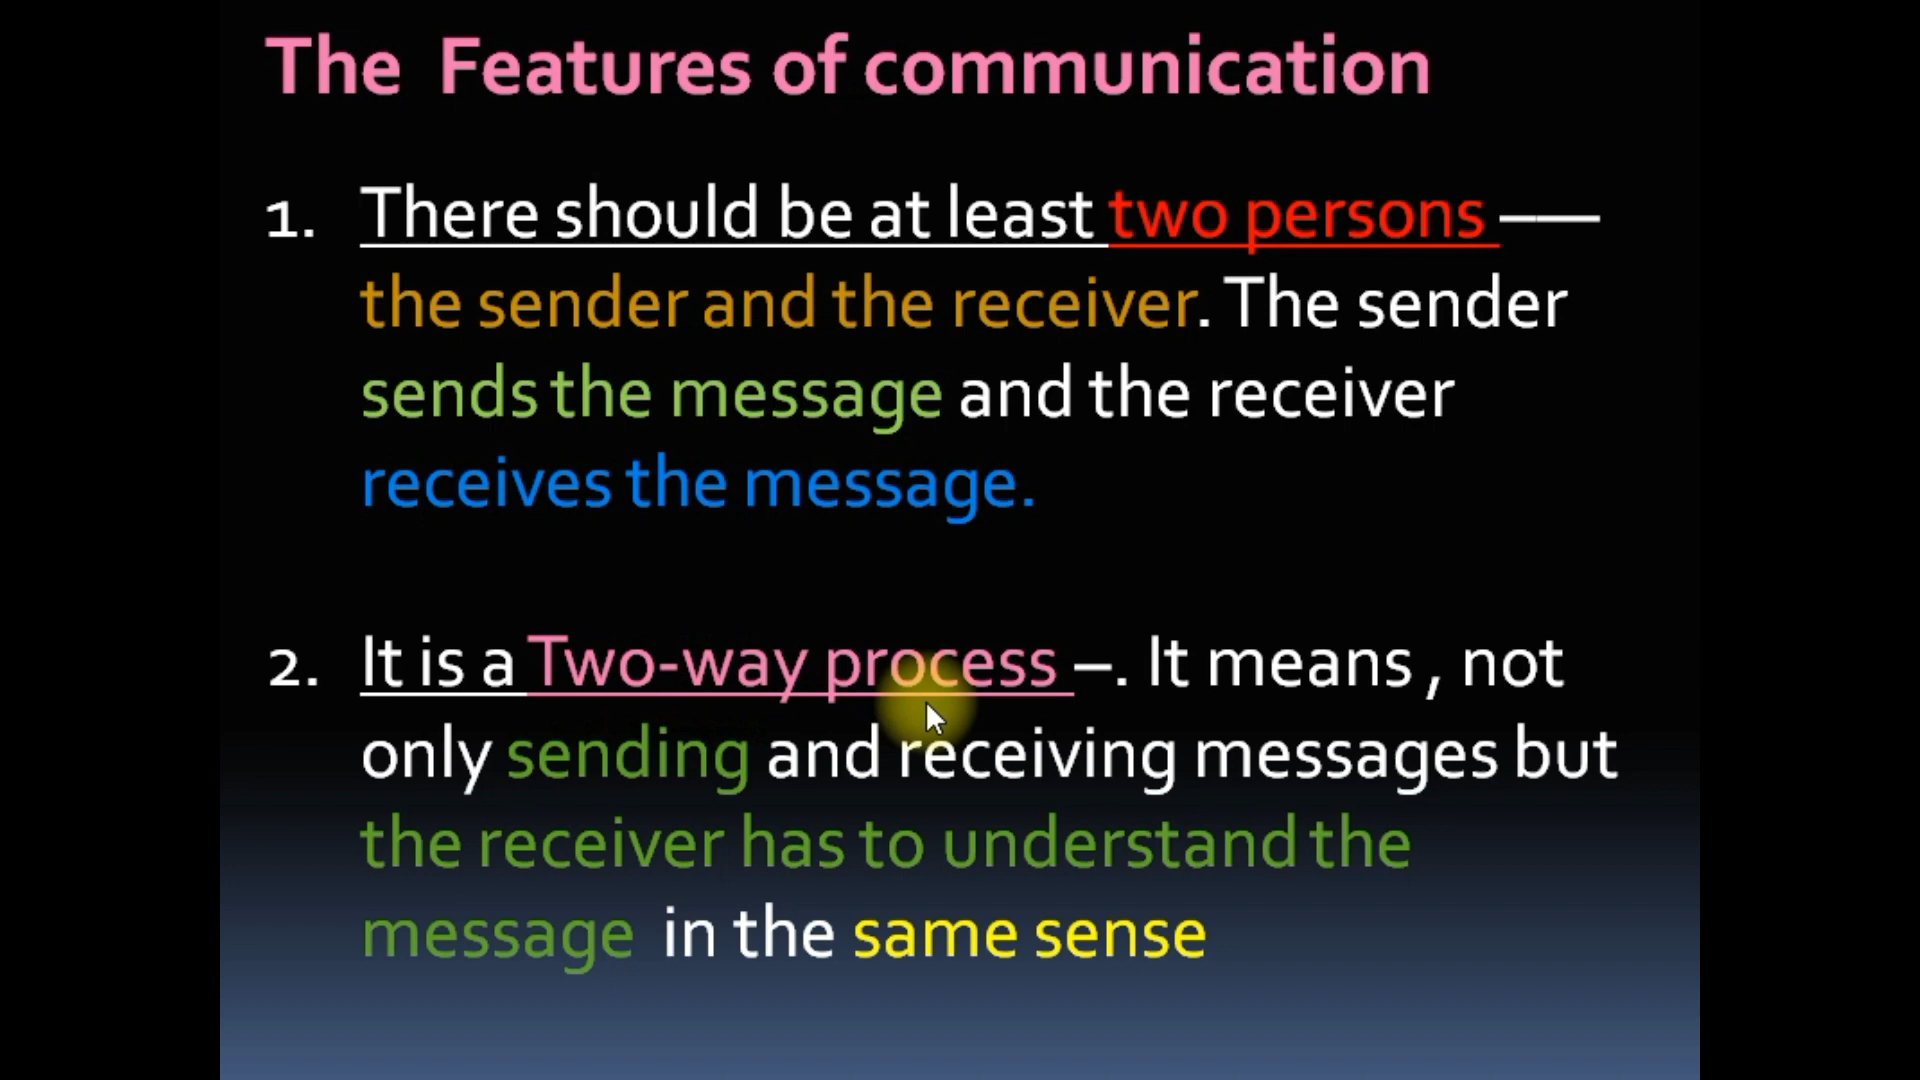 The Features of communication
1. There should be at least two persons –—
the sender and the receiver. The sender
sends the message and the receiver
receives the message.
2. It is a Two-way process –. It means , not
only sending and receiving messages but
the receiver has to understand the
message in the same sense